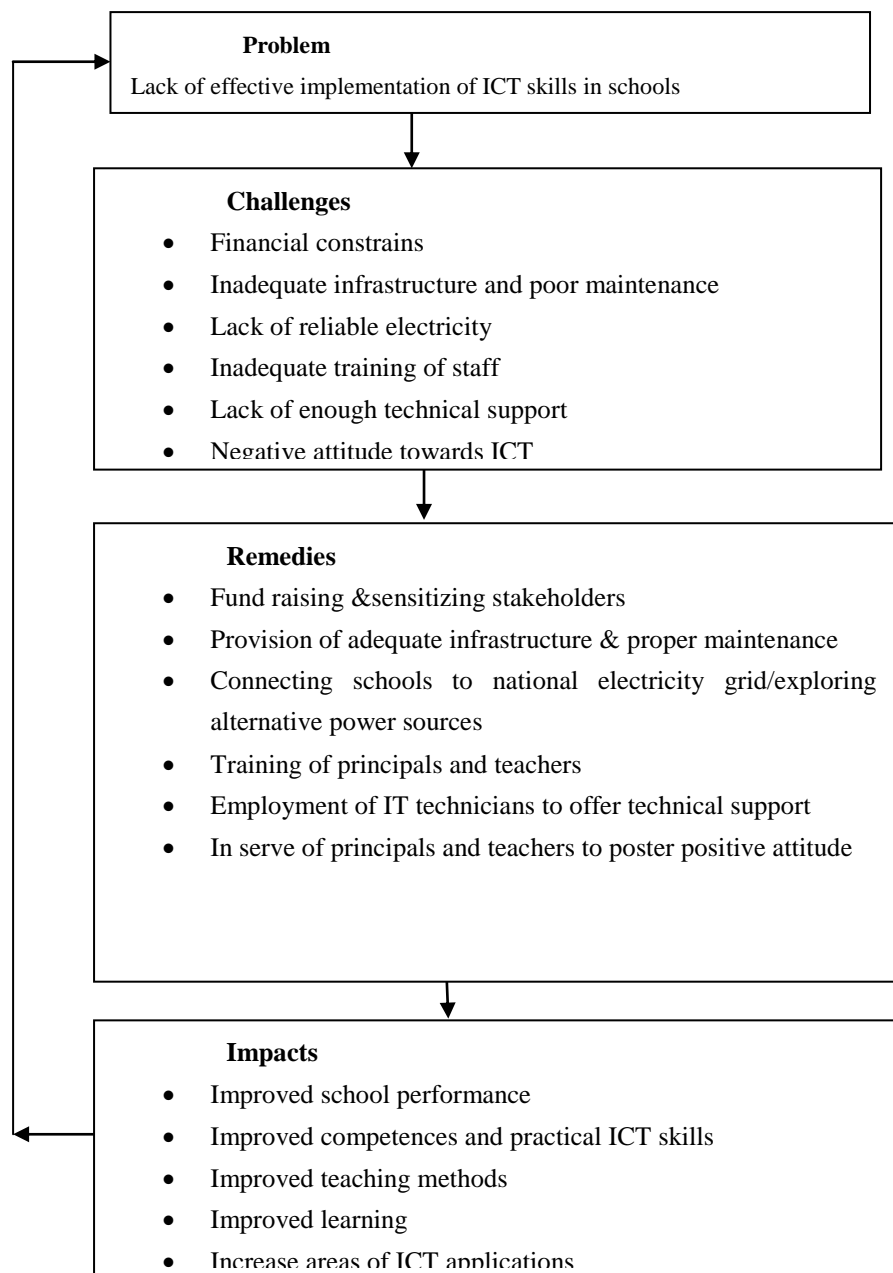 Problem
Lack of effective implementation of ICT skills in schools
Challenges
• Financial constrains
• Inadequate infrastructure and poor maintenance
• Lack of reliable electricity
• Inadequate training of staff
• Lack of enough technical support
• Negative attitude towards ICT
Remedies
• Fund raising &sensitizing stakeholders
• Provision of adequate infrastructure & proper maintenance
• Connecting schools to national electricity grid/exploring
alternative power sources
• Training of principals and teachers
• Employment of IT technicians to offer technical support
• In serve of principals and teachers to poster positive attitude
Impacts
• Improved school performance
• Improved competences and practical ICT skills
• Improved teaching methods
• Improved learning
• Increase areas of ICT applications